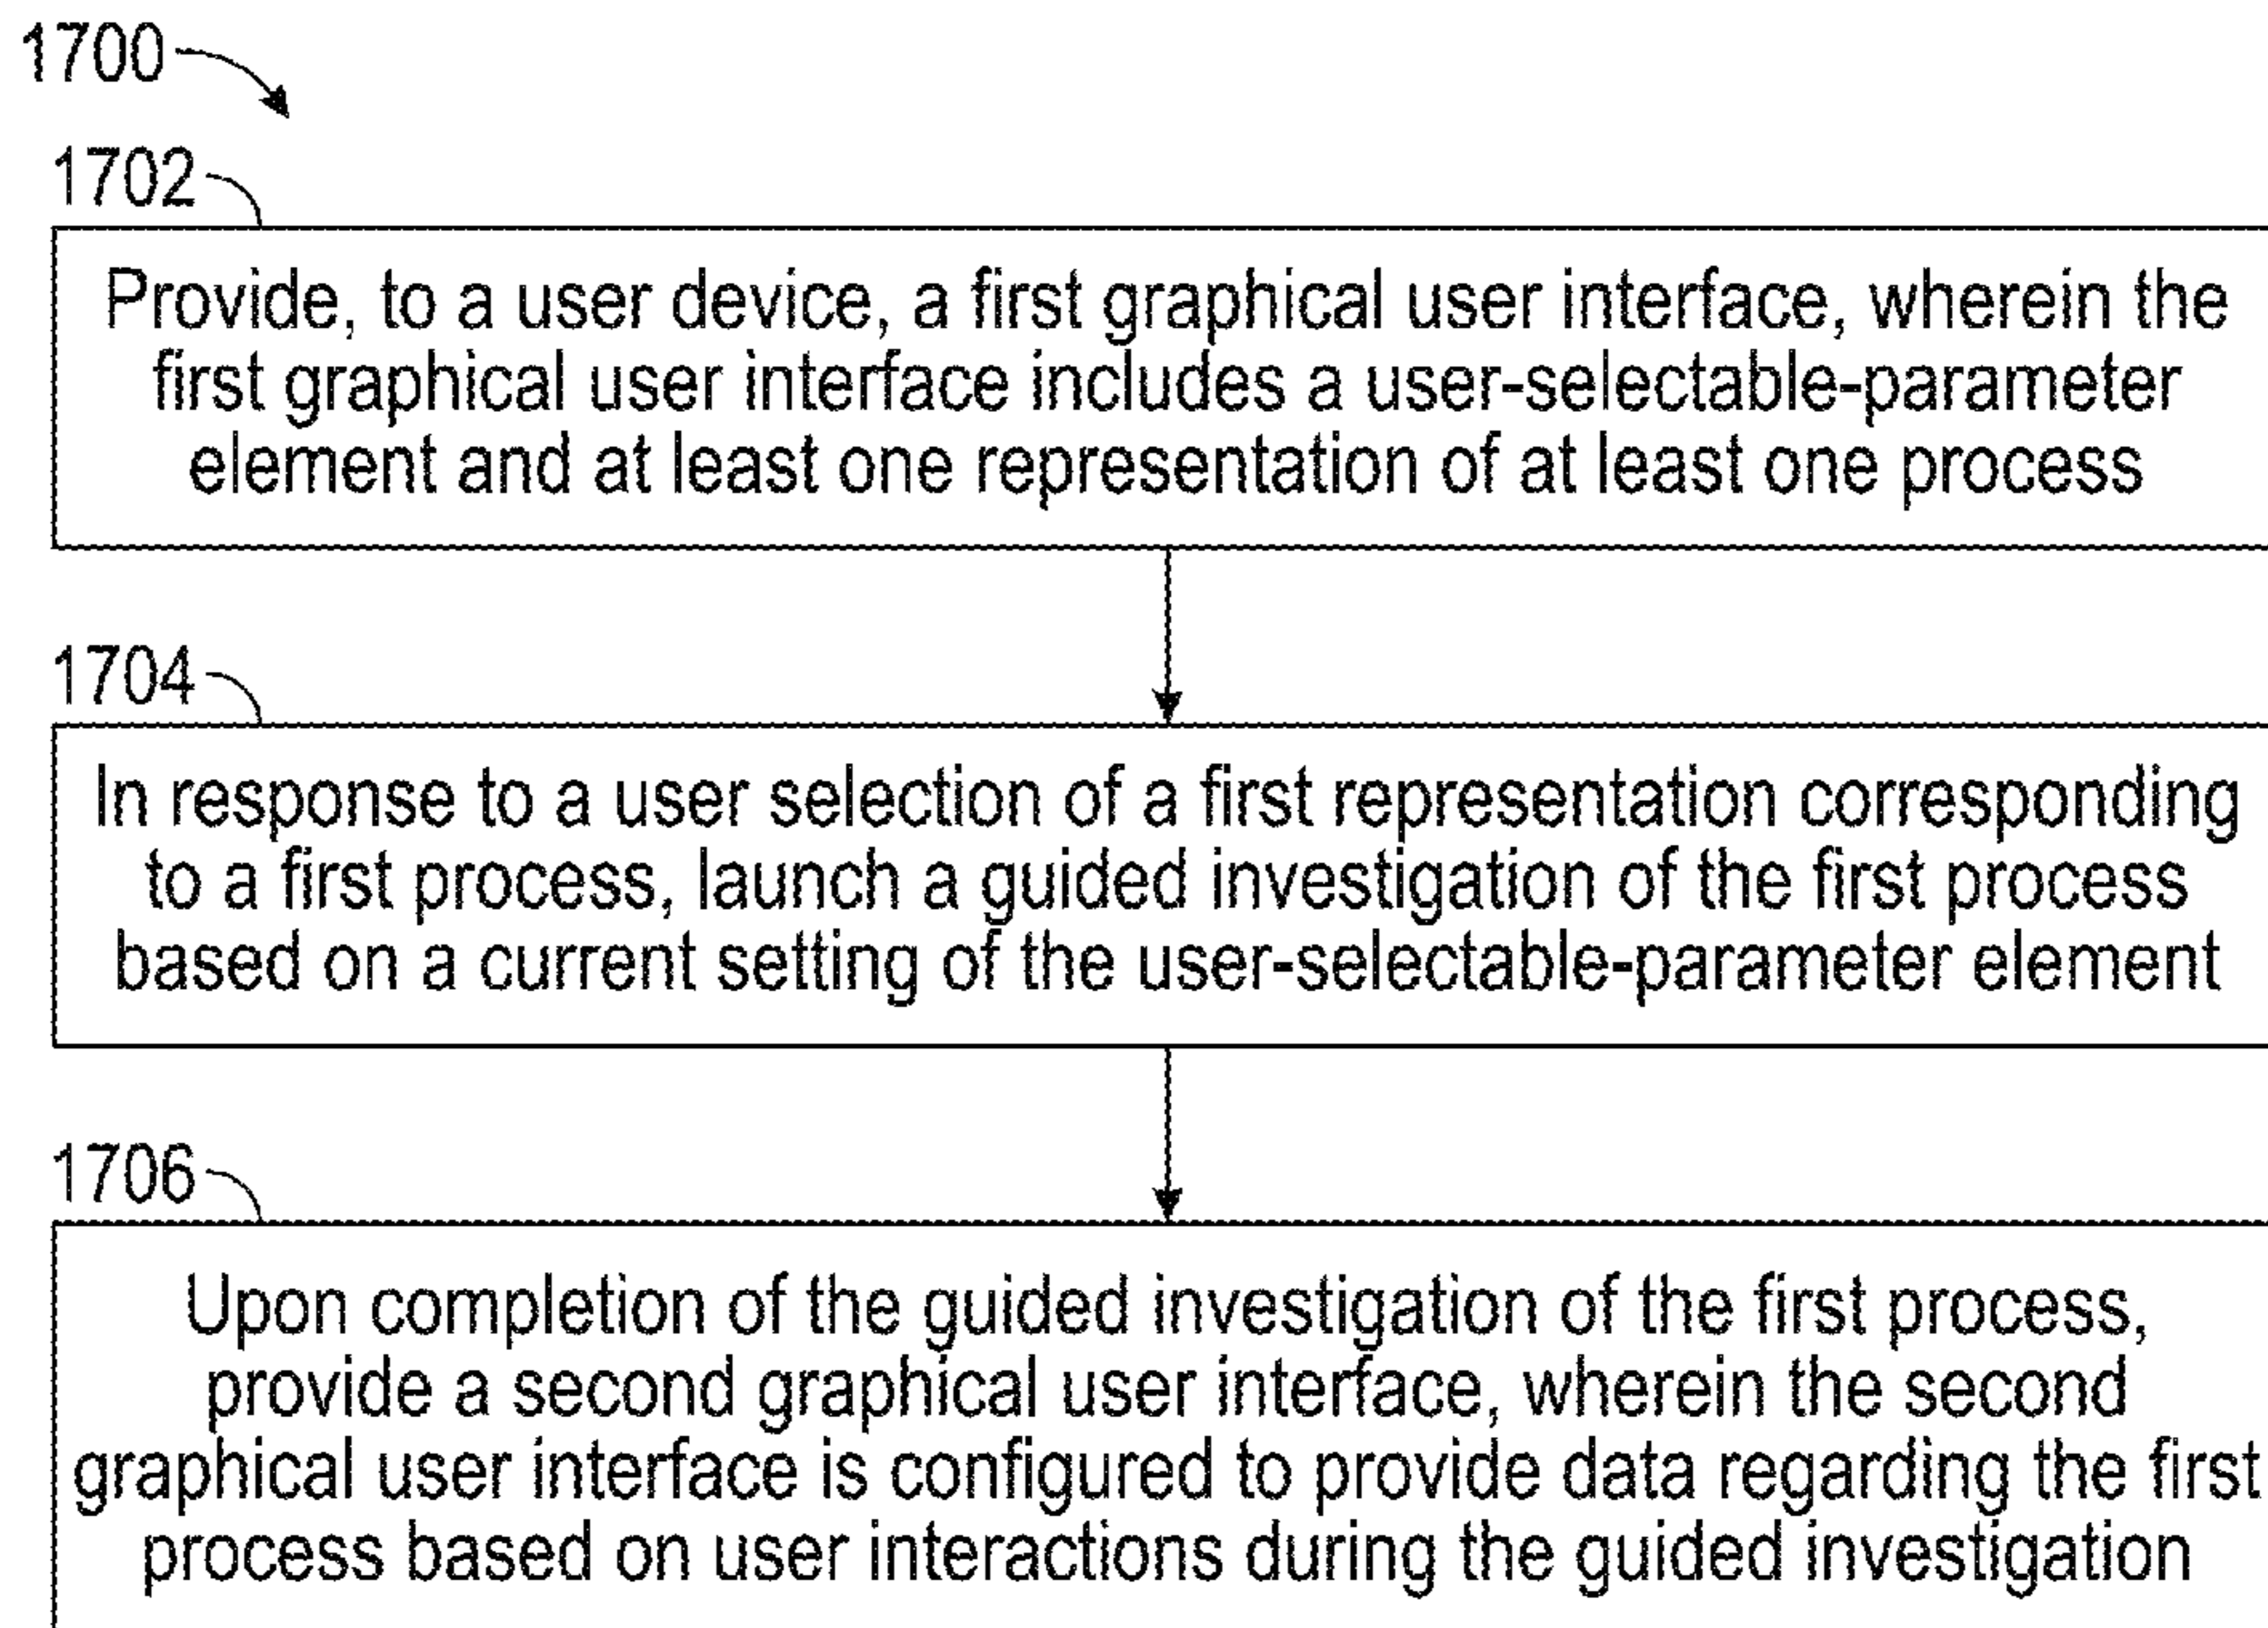 1700
1702
Provide, to a user device, a first graphical user interface, wherein the
first graphical user interface includes a user-selectable-parameter
element and at least one representation of at least one process
1704
In response to a user selection of a first representation corresponding
to a first process, launch a guided investigation of the first process
based on a current setting of the user-selectable-parameter element
1706
Upon completion of the guided investigation of the first process,
provide a second graphical user interface, wherein the second
graphical user interface is configured to provide data regarding the first
process based on user interactions during the guided investigation